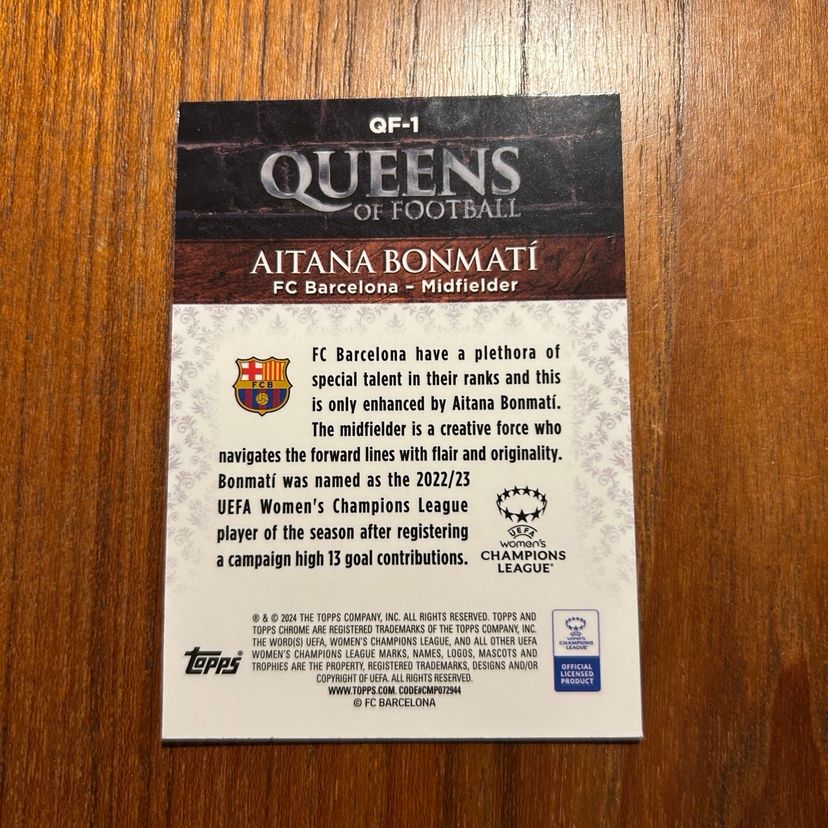 QF-1
QUEENS
OF FOOTBALL
AITANA BONMATÍ
FC Barcelona – Midfielder
FCB
FC Barcelona have a plethora of
special talent in their ranks and this
is only enhanced by Aitana Bonmatí.
The midfielder is a creative force who
navigates the forward lines with flair and originality.
Bonmatí was named as the 2022/23
UEFA Women's Champions League
player of the season after registering
a campaign high 13 goal contributions.
UEFA
women's
CHAMPIONS
LEAGUE®
® & © 2024 THE TOPPS COMPANY, INC. ALL RIGHTS RESERVED. TOPPS AND
TOPPS CHROME ARE REGISTERED TRADEMARKS OF THE TOPPS COMPANY, INC.
THE WORD(S) UEFA, WOMEN'S CHAMPIONS LEAGUE, AND ALL OTHER UEFA
WOMEN'S CHAMPIONS LEAGUE MARKS, NAMES, LOGOS, MASCOTS AND
TROPHIES ARE THE PROPERTY, REGISTERED TRADEMARKS, DESIGNS AND/OR
COPYRIGHT OF UEFA. ALL RIGHTS RESERVED.
WWW.TOPPS.COM. CODE#CMP072944
© FC BARCELONA
topps
women's
CHAMPIONS
LEAGUE
OFFICIAL
LICENSED
PRODUCT